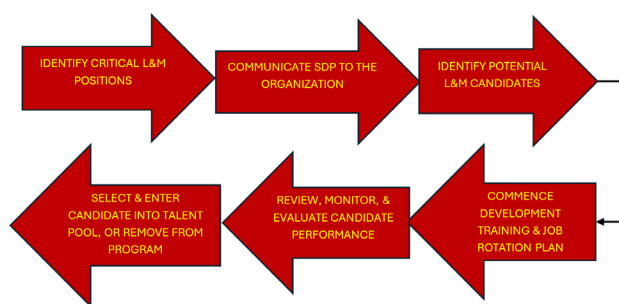 IDENTIFY CRITICAL L&M
POSITIONS
COMMUNICATE SDP TO THE
ORGANIZATION
IDENTIFY POTENTIAL
L&M CANDIDATES
COMMENCE
DEVELOPMENT
TRAINING & JOB
ROTATION PLAN
REVIEW, MONITOR, &
EVALUATE CANDIDATE
PERFORMANCE
SELECT & ENTER
CANDIDATE INTO TALENT
POOL, OR REMOVE FROM
PROGRAM